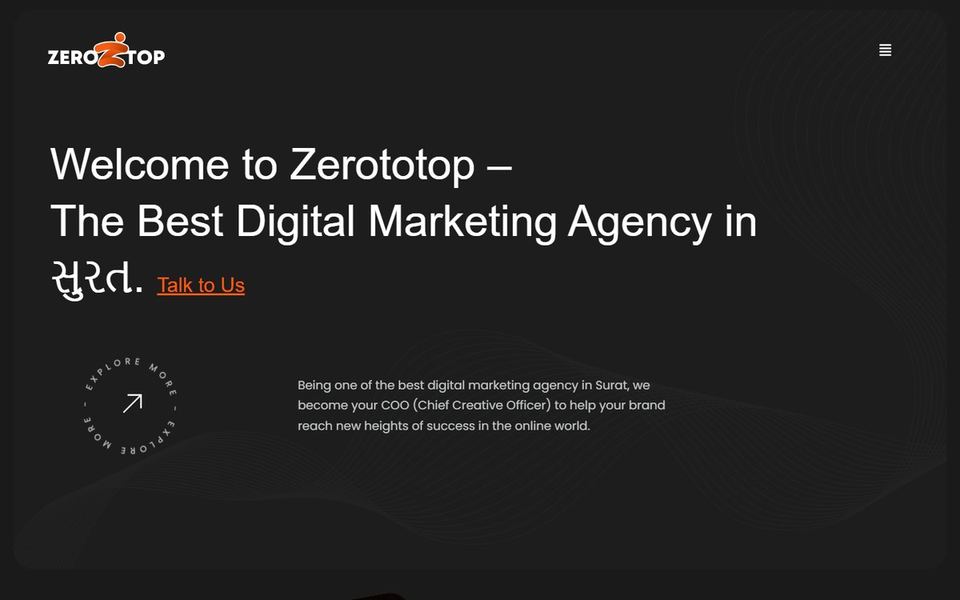 ZERO Z TOP
Welcome to Zerototop –
The Best Digital Marketing Agency in
સુરત. Talk to Us
EXPLORE MORE - EXPLORE MORE -
Being one of the best digital marketing agency in Surat, we
become your COO (Chief Creative Officer) to help your brand
reach new heights of success in the online world.